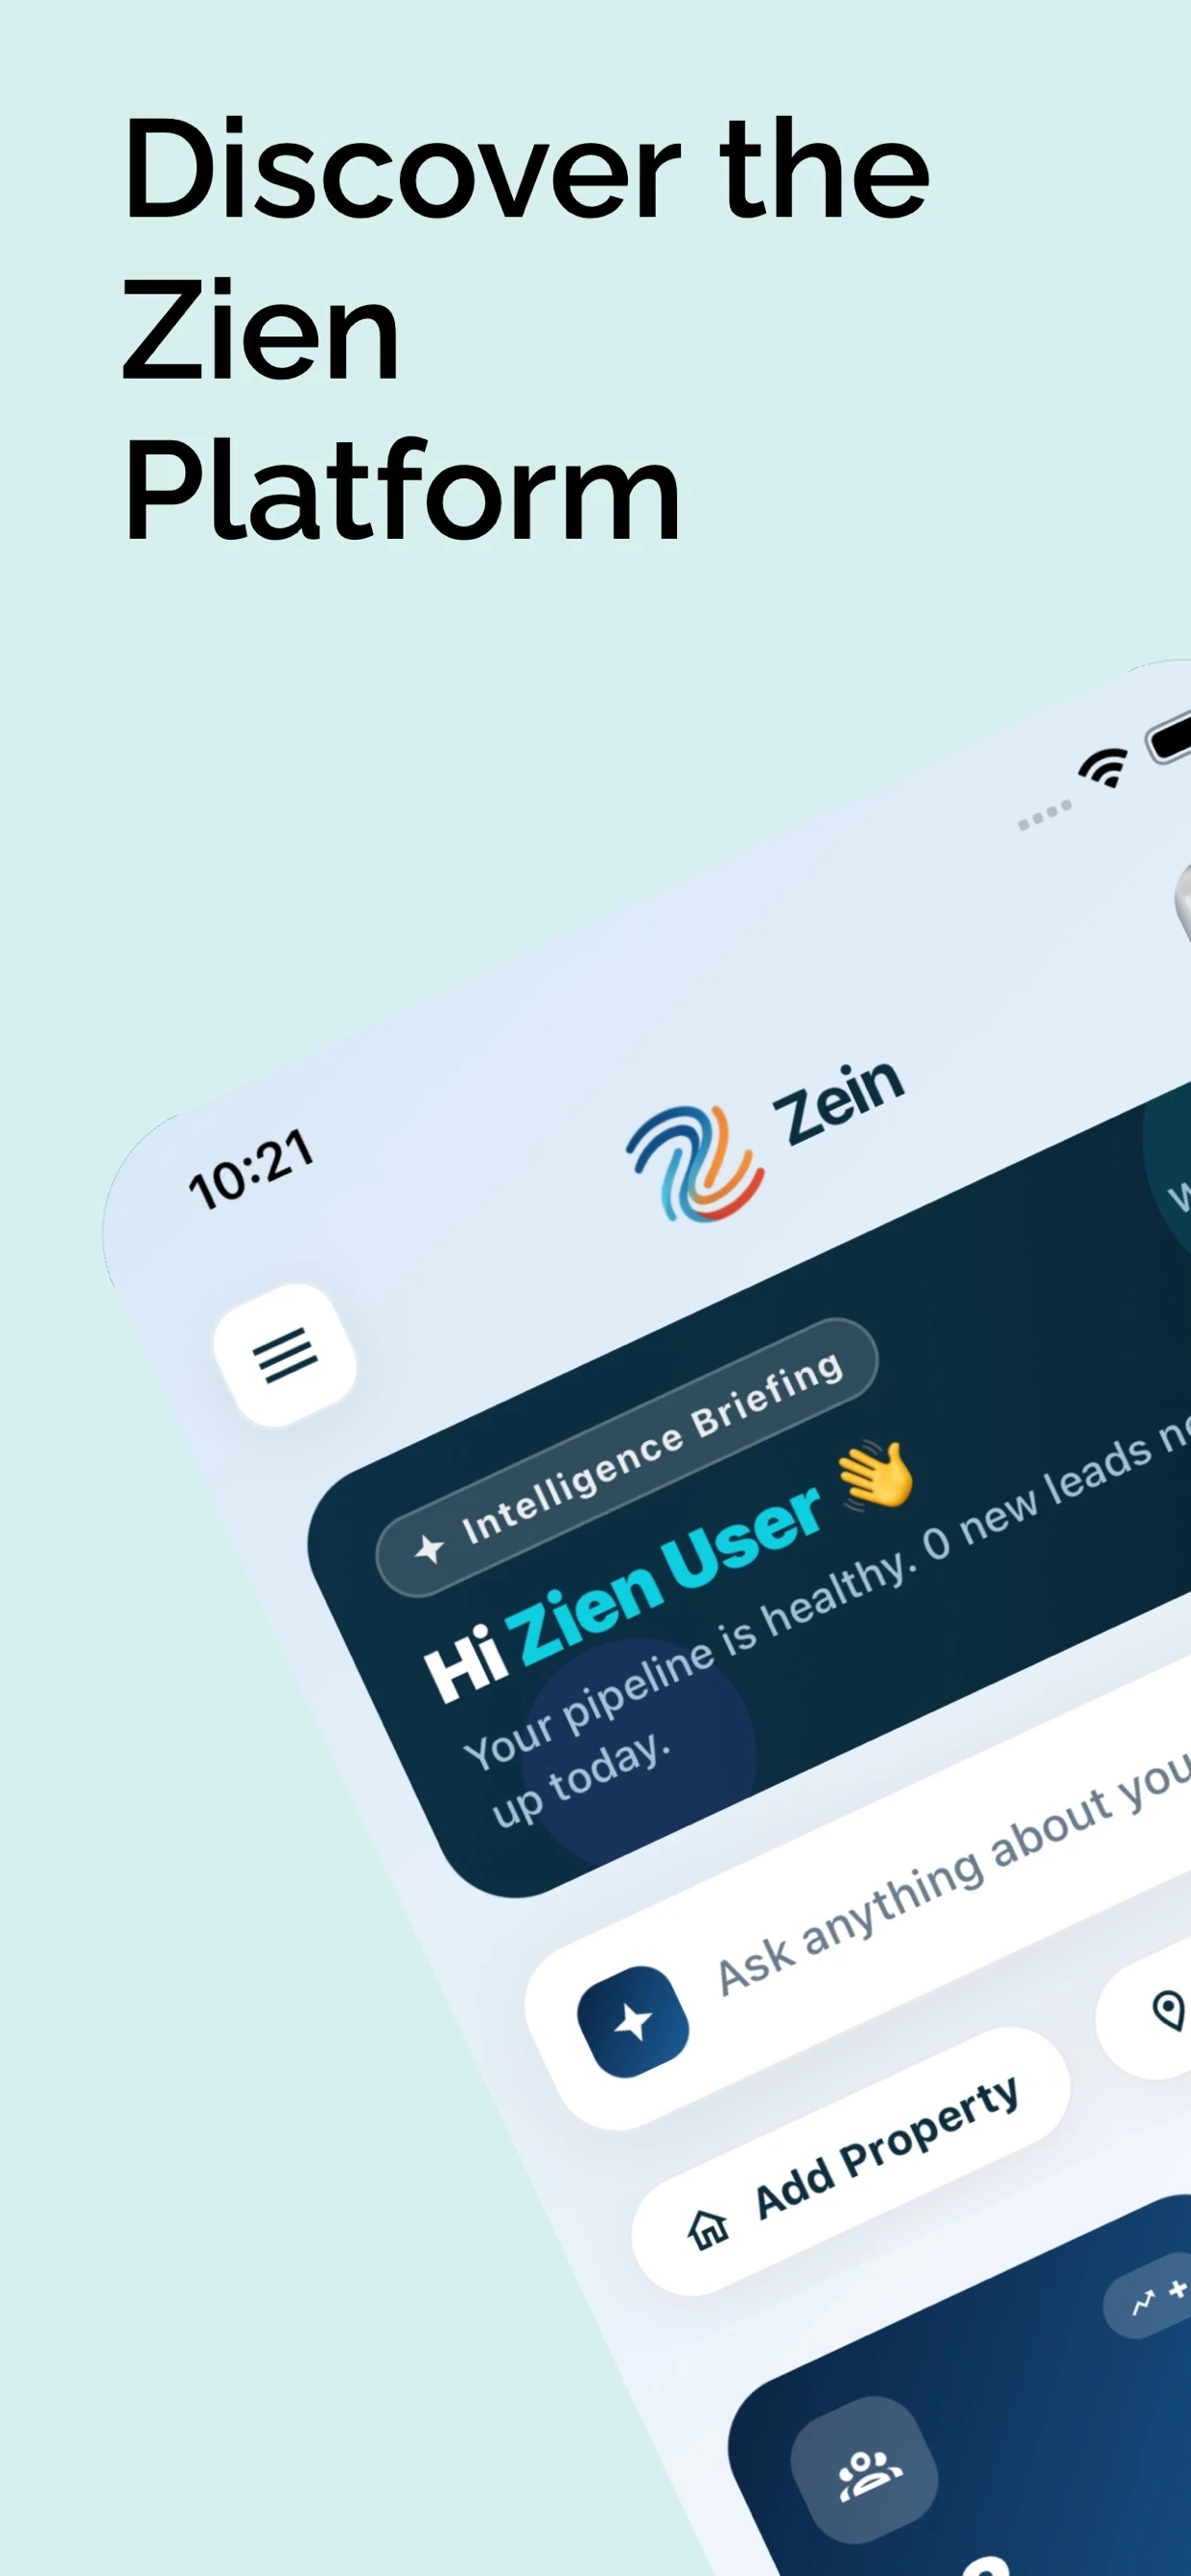 Discover the
Zien
Platform
10:21
Zein
Intelligence Briefing
Hi Zien User 👋
Your pipeline is healthy. 0 new leads
up today.
Ask anything about
Add Property